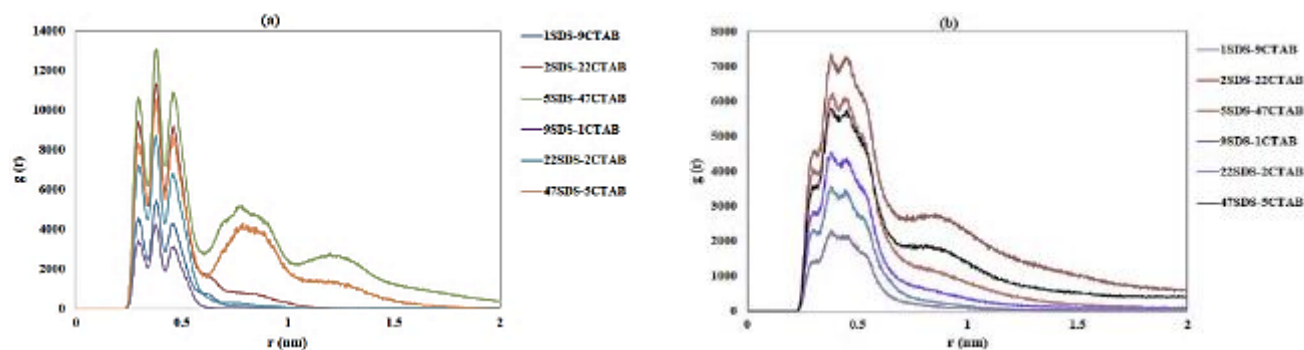 (a)
14000
12000
10000
8000
6000
4000
2000
0
g (r)
0
0.5
1
1.5
2
r (nm)
1SDS-9CTAB
2SDS-22CTAB
5SDS-47CTAB
9SDS-1CTAB
22SDS-2CTAB
47SDS-5CTAB
(b)
8000
7000
6000
5000
4000
3000
2000
1000
0
g (r)
0
0.5
1
1.5
2
r (nm)
1SDS-9CTAB
2SDS-22CTAB
5SDS-47CTAB
9SDS-1CTAB
22SDS-2CTAB
47SDS-5CTAB